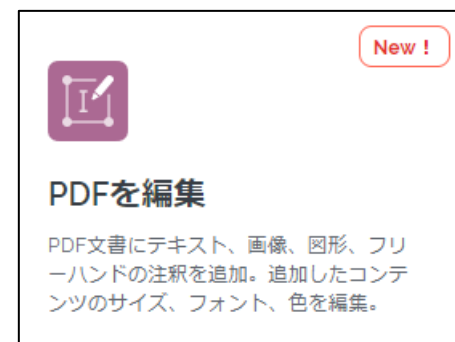 New！
PDFを編集
PDF文書にテキスト、画像、図形、フリ
ーハンドの注釈を追加。追加したコンテ
ンツのサイズ、フォント、色を編集。